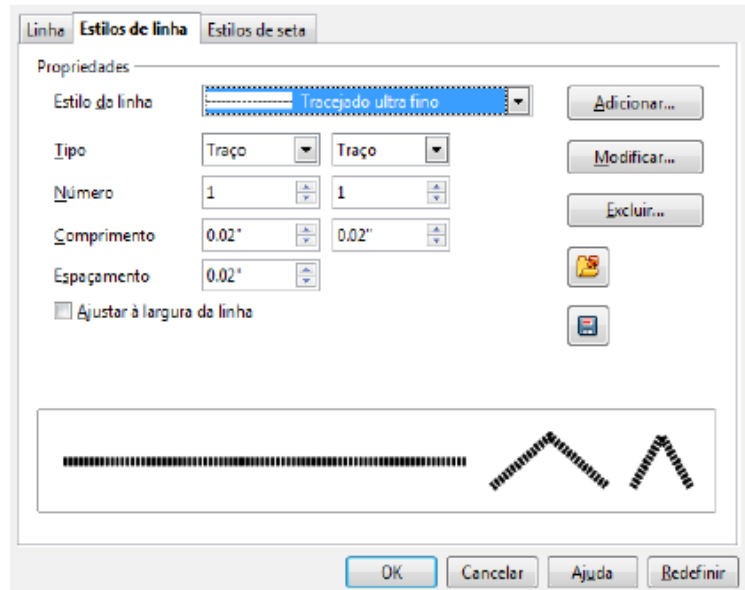 Linha Estilos de linha Estilos de seta
Propriedades
Estilo da linha Tracejado ultra fino Adicionar...
Tipo Traço Traço Modificar...
Número 1 1
Excluir...
Comprimento 0.02" 0.02"
Espaçamento 0.02"
Ajustar à largura da linha
OK Cancelar Ajuda Redefinir